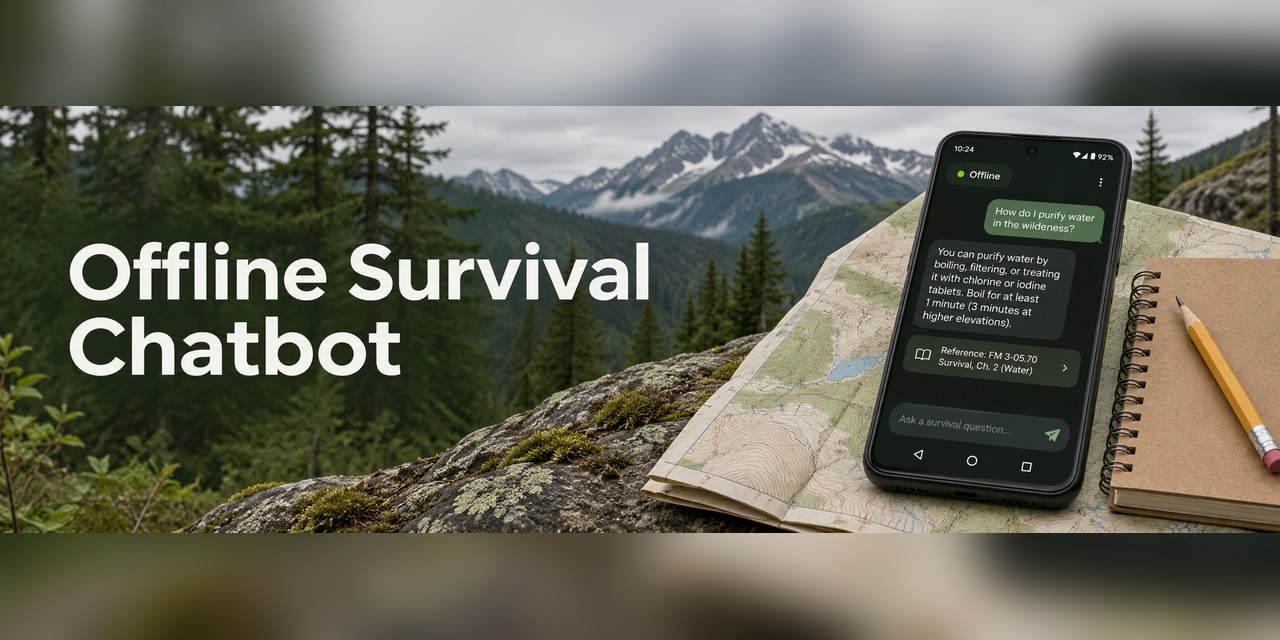 Offline Survival
Chatbot
10:24
92%
Offline
How do I purify water
in the wildeness?
You can purify water by
boiling, filtering, or treating
it with chlorine or iodine
tablets. Boil for at least
1 minute (3 minutes at
higher elevations).
Reference: FM 3-05.70
Survival, Ch. 2 (Water)
Ask a survival question...